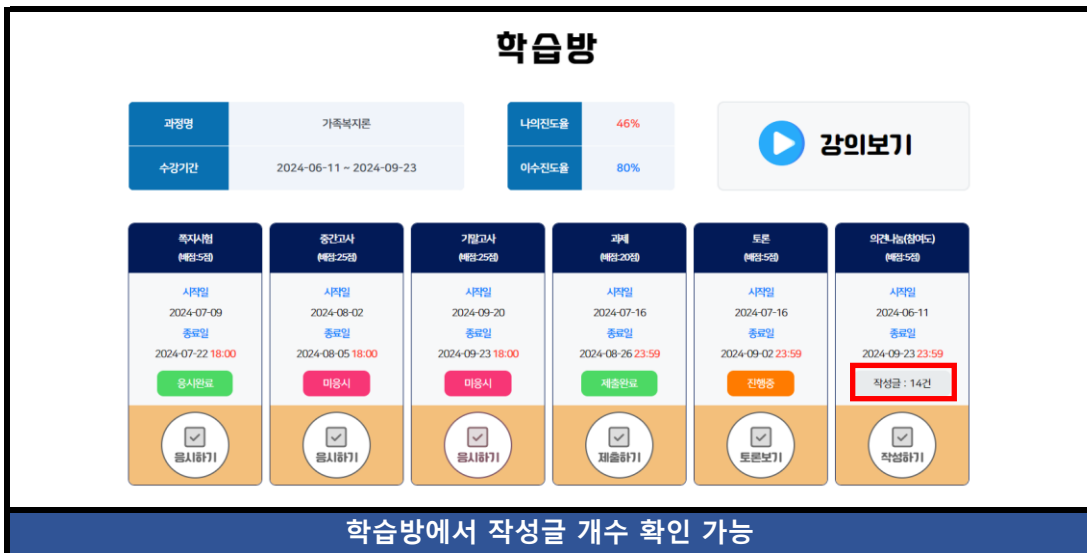 학습방
과정명 가족복지론 나의진도율 46%
수강기간 2024-06-11 ~ 2024-09-23 이수진도율 80%
강의보기
쪽지시험
(배점:5점)
시작일
2024-07-09
종료일
2024-07-22 18:00
응시완료
응시하기
중간고사
(배점:25점)
시작일
2024-08-02
종료일
2024-08-05 18:00
미응시
응시하기
기말고사
(배점:25점)
시작일
2024-09-20
종료일
2024-09-23 18:00
미응시
응시하기
과제
(배점:20점)
시작일
2024-07-16
종료일
2024-08-26 23:59
제출완료
제출하기
토론
(배점:5점)
시작일
2024-07-16
종료일
2024-09-02 23:59
진행중
토론보기
의견나눔(참여도)
(배점:5점)
시작일
2024-06-11
종료일
2024-09-23 23:59
작성글 : 14건
작성하기
학습방에서 작성글 개수 확인 가능